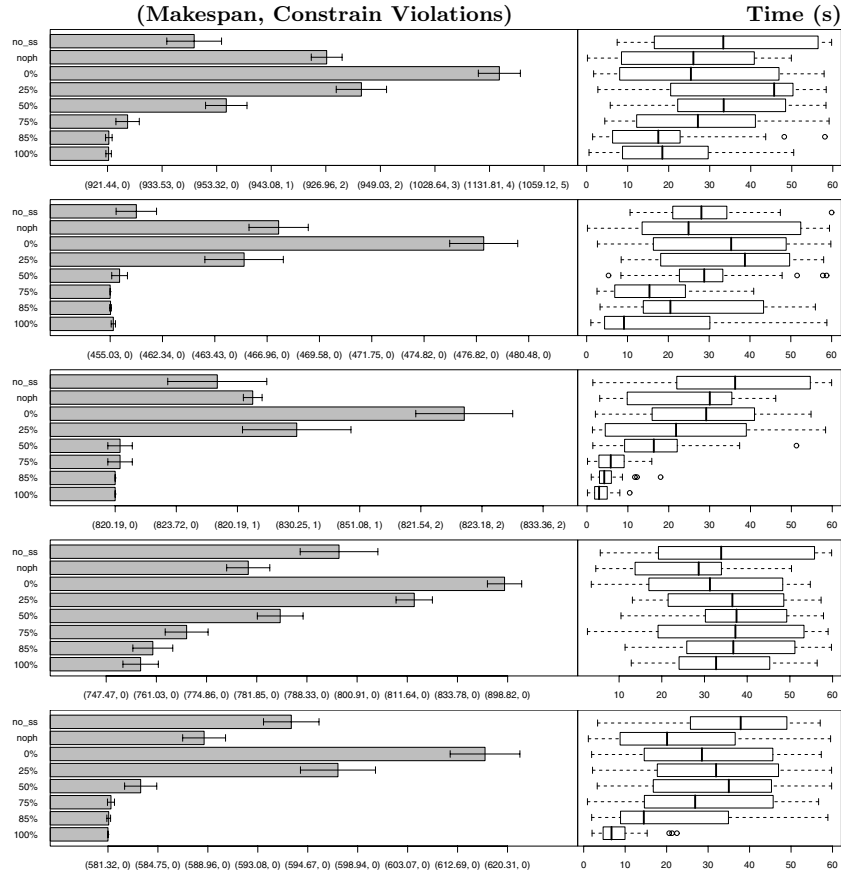 (Makespan, Constrain Violations) Time (s)
no_ss
noph
0%
25%
50%
75%
85%
100%
(921.44, 0) (933.53, 0) (953.32, 0) (943.08, 1) (926.96, 2) (949.03, 2) (1028.64, 3) (1131.81, 4) (1059.12, 5) 0 10 20 30 40 50 60
no_ss
noph
0%
25%
50%
75%
85%
100%
(455.03, 0) (462.34, 0) (463.43, 0) (466.96, 0) (469.58, 0) (471.75, 0) (474.82, 0) (476.82, 0) (480.48, 0) 0 10 20 30 40 50 60
no_ss
noph
0%
25%
50%
75%
85%
100%
(820.19, 0) (823.72, 0) (820.19, 1) (830.25, 1) (851.08, 1) (821.54, 2) (823.18, 2) (833.36, 2) 0 10 20 30 40 50 60
no_ss
noph
0%
25%
50%
75%
85%
100%
(747.47, 0) (761.03, 0) (774.86, 0) (781.85, 0) (788.33, 0) (800.91, 0) (811.64, 0) (833.78, 0) (898.82, 0) 10 20 30 40 50 60
no_ss
noph
0%
25%
50%
75%
85%
100%
(581.32, 0) (584.75, 0) (588.96, 0) (593.08, 0) (594.67, 0) (598.94, 0) (603.07, 0) (612.69, 0) (620.31, 0) 0 10 20 30 40 50 60